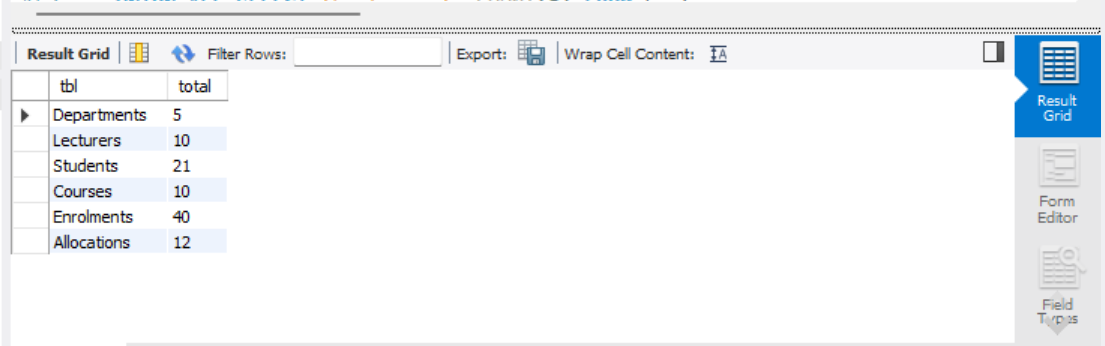 Result Grid Filter Rows: Export: Wrap Cell Content: IA
tbl total
Departments 5
Lecturers 10
Students 21
Courses 10
Enrolments 40
Allocations 12
Result
Grid
Form
Editor
Field
Types